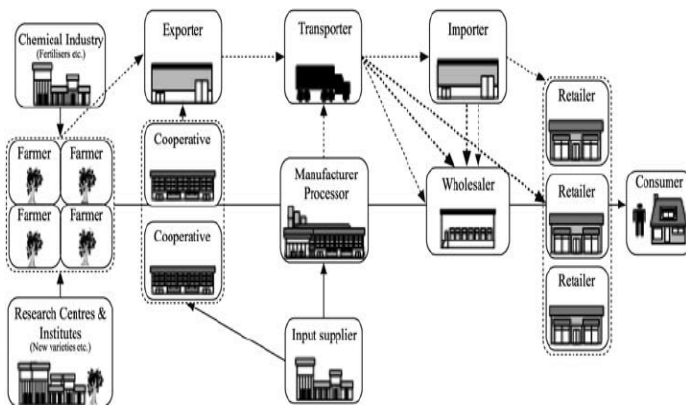 Chemical Industry
(Fertilisers etc.)
Exporter
Transporter
Importer
Retailer
Farmer Farmer
Cooperative
Manufacturer
Processor
Wholesaler
Retailer
Consumer
Farmer Farmer
Cooperative
Retailer
Research Centres &
Institutes
(New varieties etc.)
Input supplier